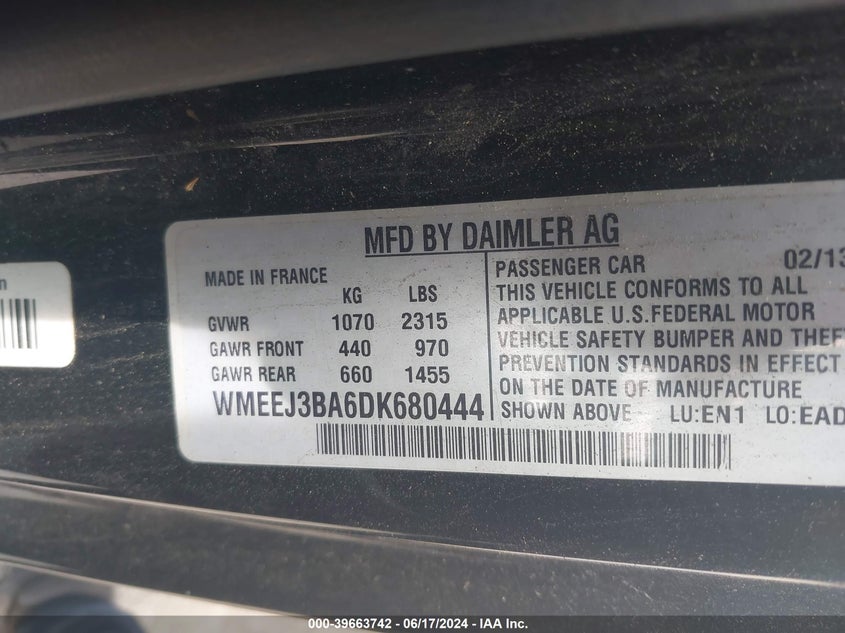 MFD BY DAIMLER AG
MADE IN FRANCE
KG LBS
GVWR 1070 2315
GAWR FRONT 440 970
GAWR REAR 660 1455
WMEEJ3BA6DK680444
PASSENGER CAR 02/13
THIS VEHICLE CONFORMS TO ALL
APPLICABLE U.S.FEDERAL MOTOR
VEHICLE SAFETY BUMPER AND THEFT
PREVENTION STANDARDS IN EFFECT
ON THE DATE OF MANUFACTURE
SHOWN ABOVE LU:EN1 LO:EAD
000-39663742 - 06/17/2024 - IAA Inc.